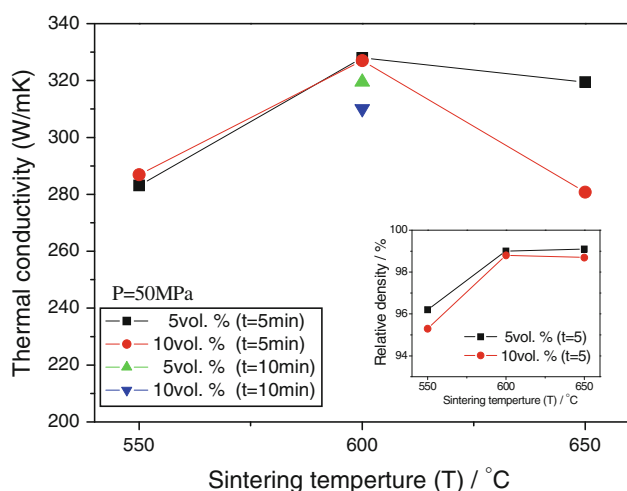 340
320
300
280
260
240
220
200
Thermal conductivity (W/mK)
550
600
650
Sintering temperture (T) / °C
P=50MPa
5vol. % (t=5min)
10vol. % (t=5min)
5vol. % (t=10min)
10vol. % (t=10min)
100
98
96
94
Relative density / %
5vol. % (t=5)
10vol. % (t=5)
550
600
650
Sintering temperture (T) / °C